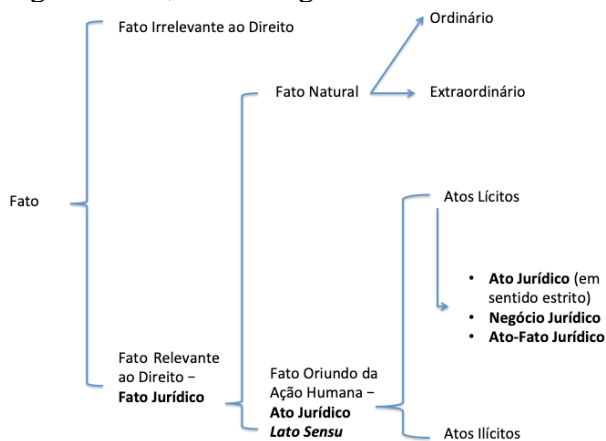 Fato Irrelevante ao Direito
Ordinário
Fato Natural
Extraordinário
Fato
Atos Lícitos
• Ato Jurídico (em
sentido estrito)
• Negócio Jurídico
• Ato-Fato Jurídico
Fato Relevante
ao Direito –
Fato Jurídico
Fato Oriundo da
Ação Humana –
Ato Jurídico
Lato Sensu
Atos Ilícitos